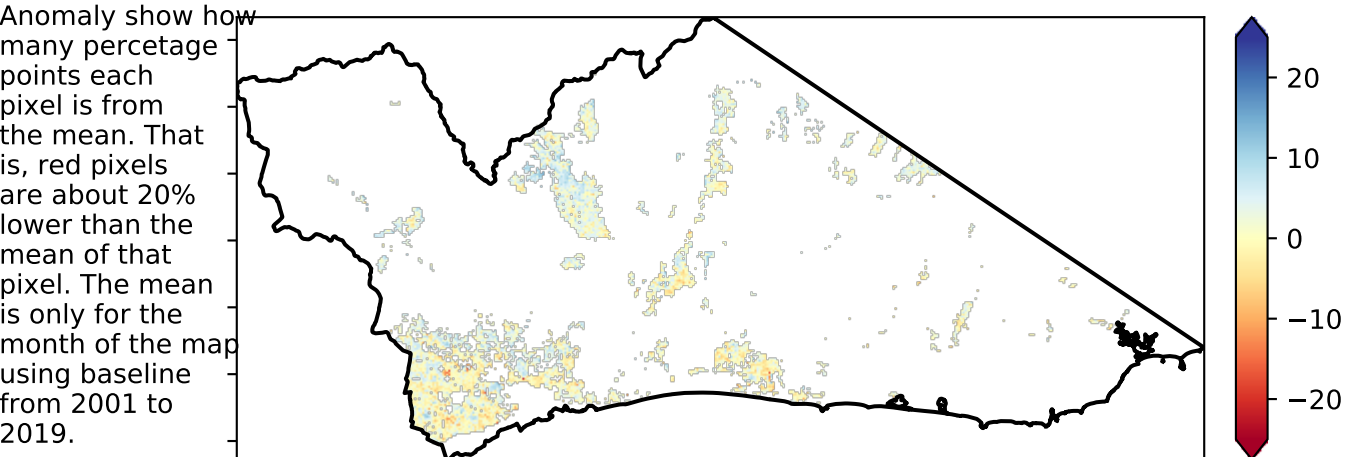 Anomaly show how
many percetage
points each
pixel is from
the mean. That
is, red pixels
are about 20%
lower than the
mean of that
pixel. The mean
is only for the
month of the map
using baseline
from 2001 to
2019.
20
10
0
−10
−20